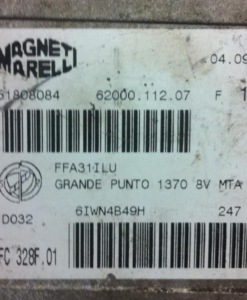 MAGNETI
MARELLI
04.09
51808084 62000.112.07 F 1
FFA31ILU
GRANDE PUNTO 1370 8V MTA
D032 6IWN4B49H 247
FC 328F.01